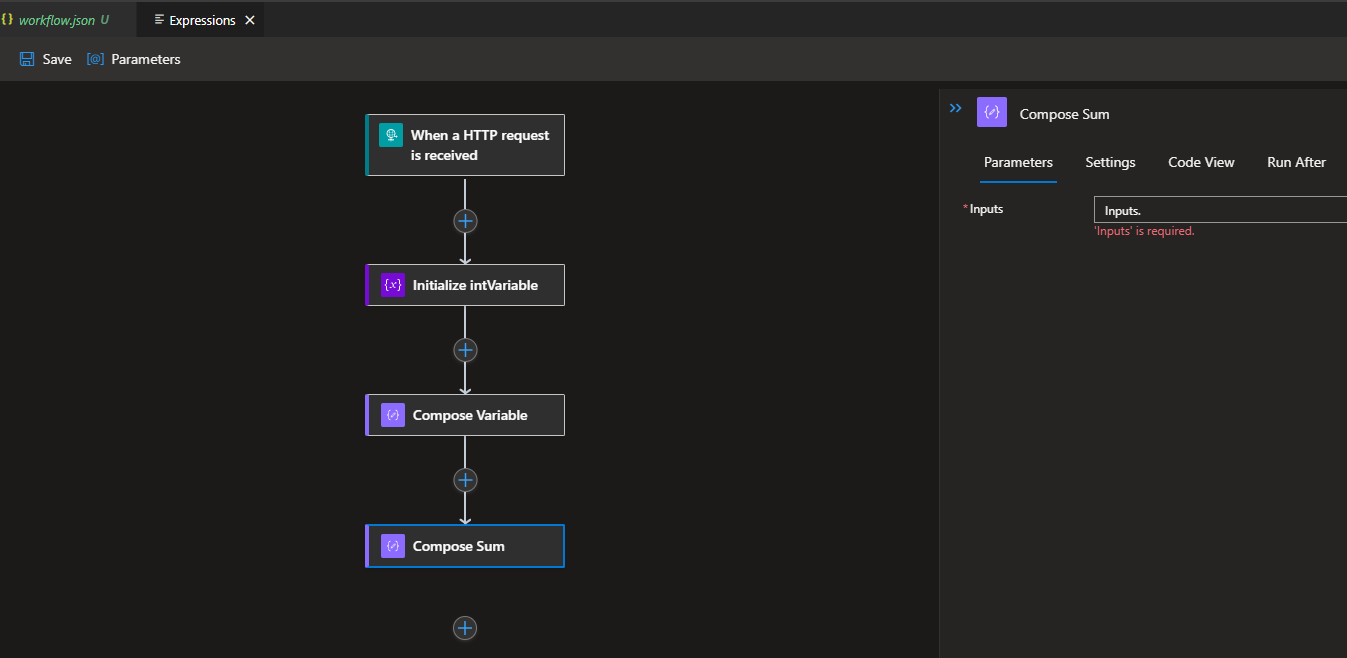 {} workflow.json U
Expressions
Save
[@] Parameters
When a HTTP request
is received
{x} Initialize intVariable
Compose Variable
Compose Sum
Compose Sum
Parameters Settings Code View Run After
*Inputs
Inputs.
'Inputs' is required.